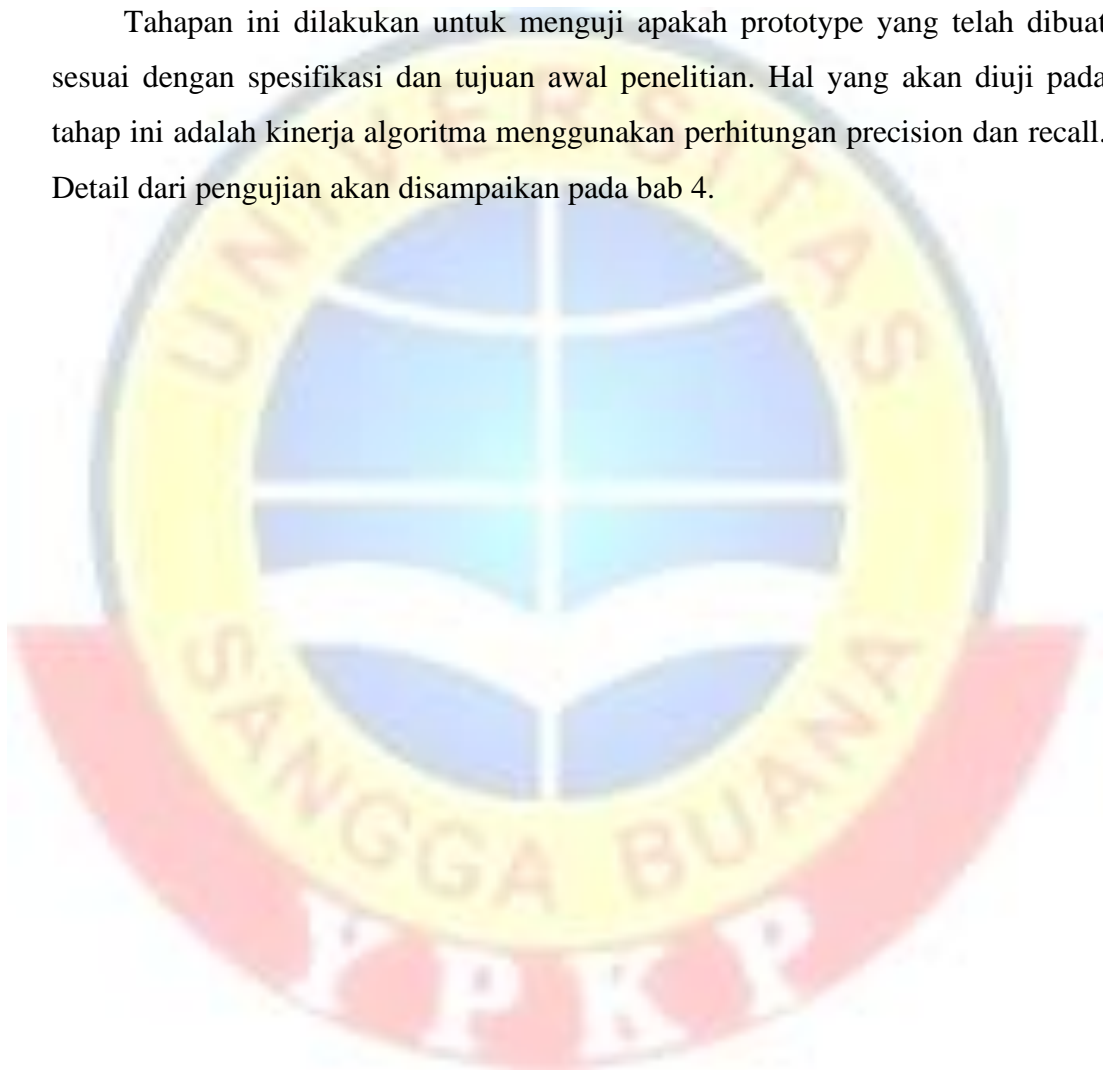 Tahapan ini dilakukan untuk menguji apakah prototype yang telah dibuat
sesuai dengan spesifikasi dan tujuan awal penelitian. Hal yang akan diuji pada
tahap ini adalah kinerja algoritma menggunakan perhitungan precision dan recall.
Detail dari pengujian akan disampaikan pada bab 4.
UNIVERSITAS
SANGGA BUANA
YPKP